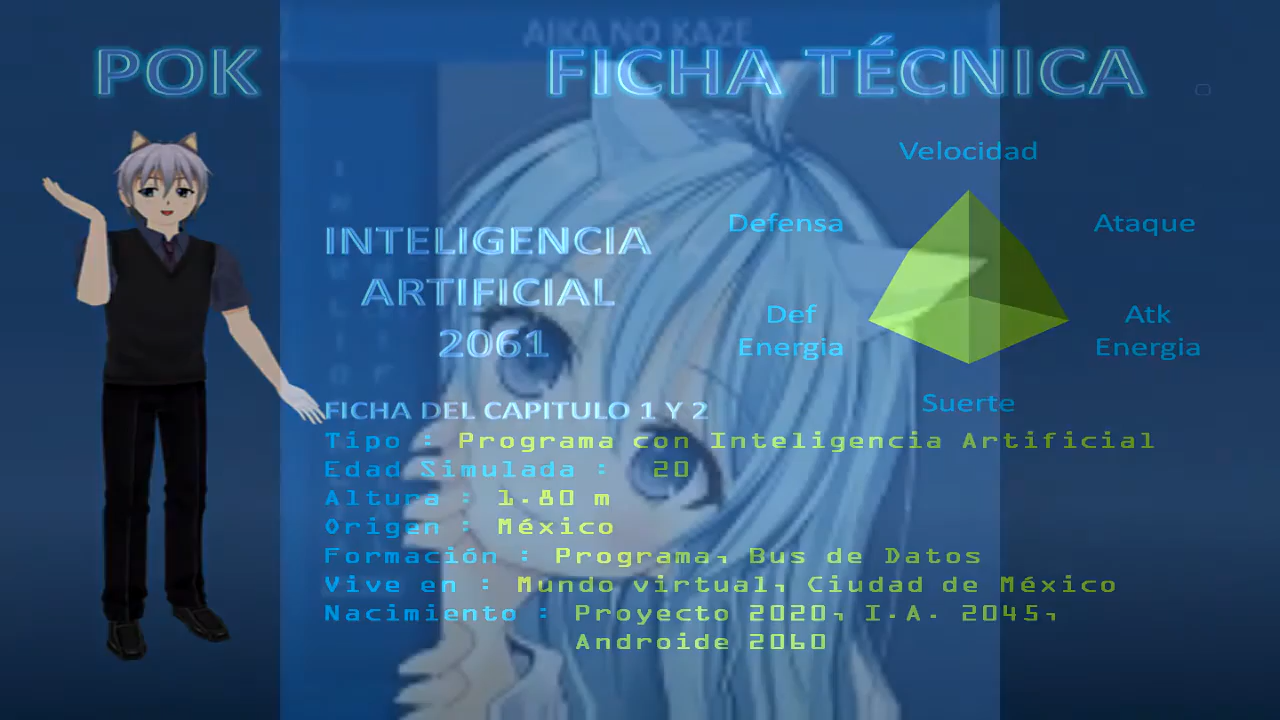 AIKA NO KAZE
POK
FICHA TÉCNICA
Velocidad
Defensa
Ataque
INTELIGENCIA
ARTIFICIAL
2061
Def
Energia
Atk
Energia
Suerte
FICHA DEL CAPITULO 1 Y 2
Tipo : Programa con Inteligencia Artificial
Edad Simulada : 20
Altura : 1.80 m
Origen : México
Formación : Programa, Bus de Datos
Vive en : Mundo virtual, Ciudad de México
Nacimiento : Proyecto 2020, I.A. 2045,
Androide 2060